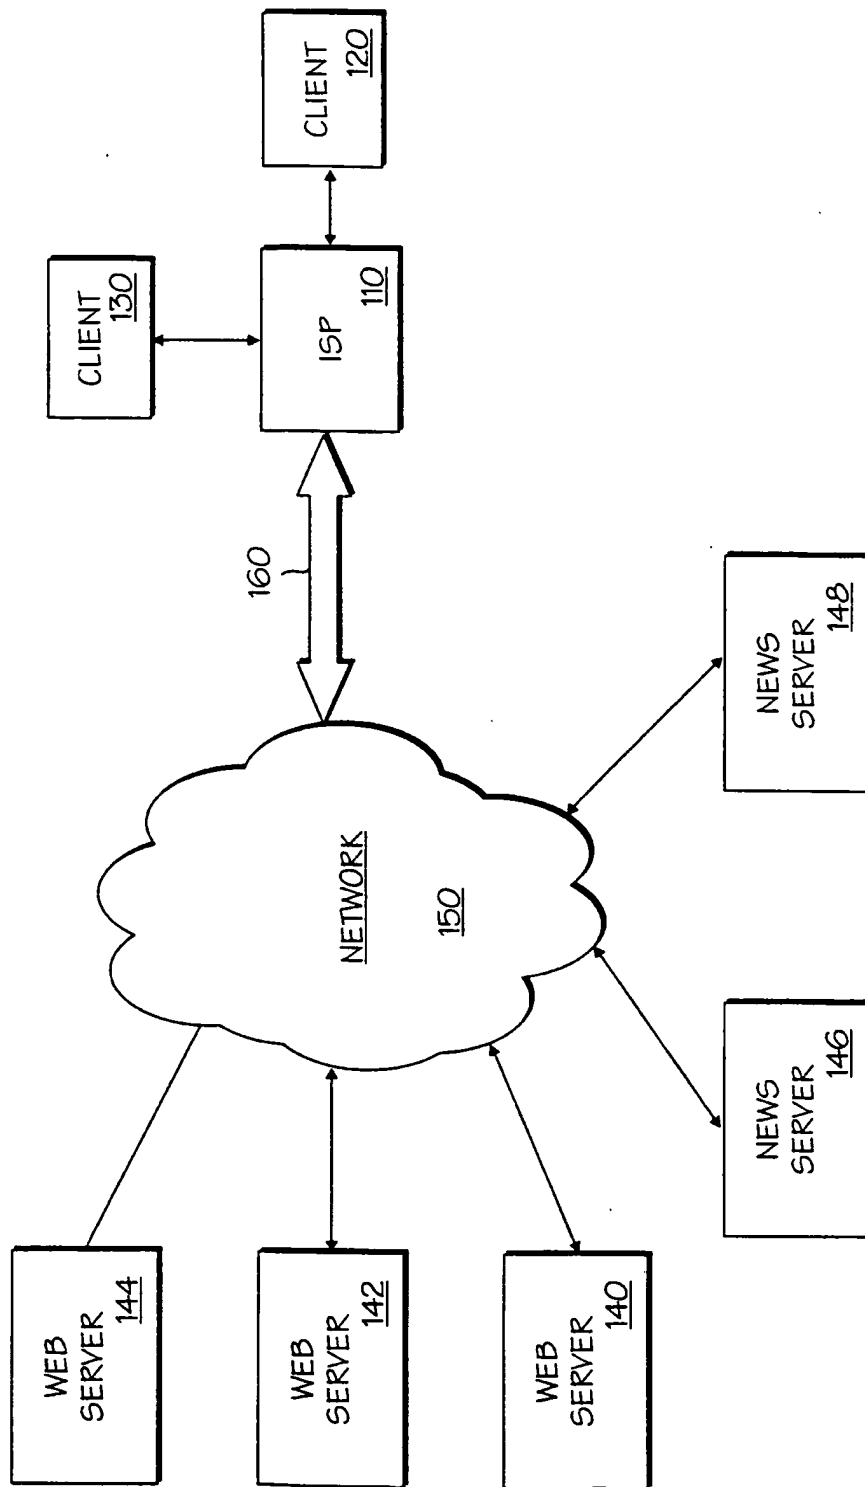 WEB
SERVER
144
WEB
SERVER
142
WEB
SERVER
140
NETWORK
150
NEWS
SERVER
146
NEWS
SERVER
148
160
CLIENT
130
ISP
110
CLIENT
120